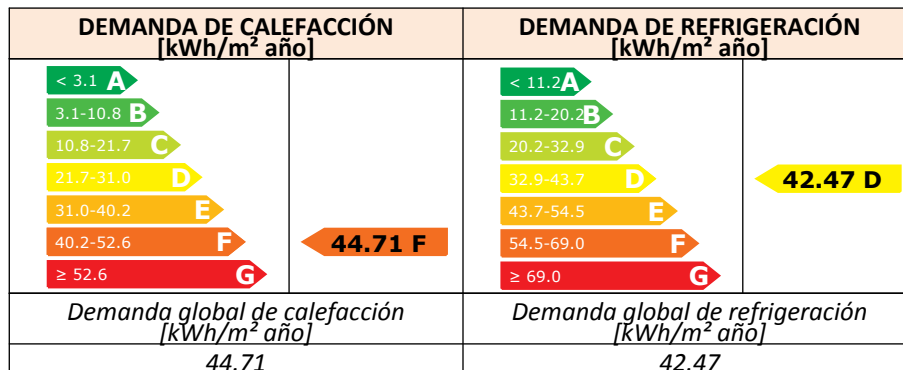 DEMANDA DE CALEFACCIÓN
[kWh/m² año]
DEMANDA DE REFRIGERACIÓN
[kWh/m² año]
< 3.1 A
3.1-10.8 B
10.8-21.7 C
21.7-31.0 D
31.0-40.2 E
40.2-52.6 F
≥ 52.6 G
44.71 F
< 11.2 A
11.2-20.2 B
20.2-32.9 C
32.9-43.7 D
43.7-54.5 E
54.5-69.0 F
≥ 69.0 G
42.47 D
Demanda global de calefacción
[kWh/m² año]
Demanda global de refrigeración
[kWh/m² año]
44.71
42.47